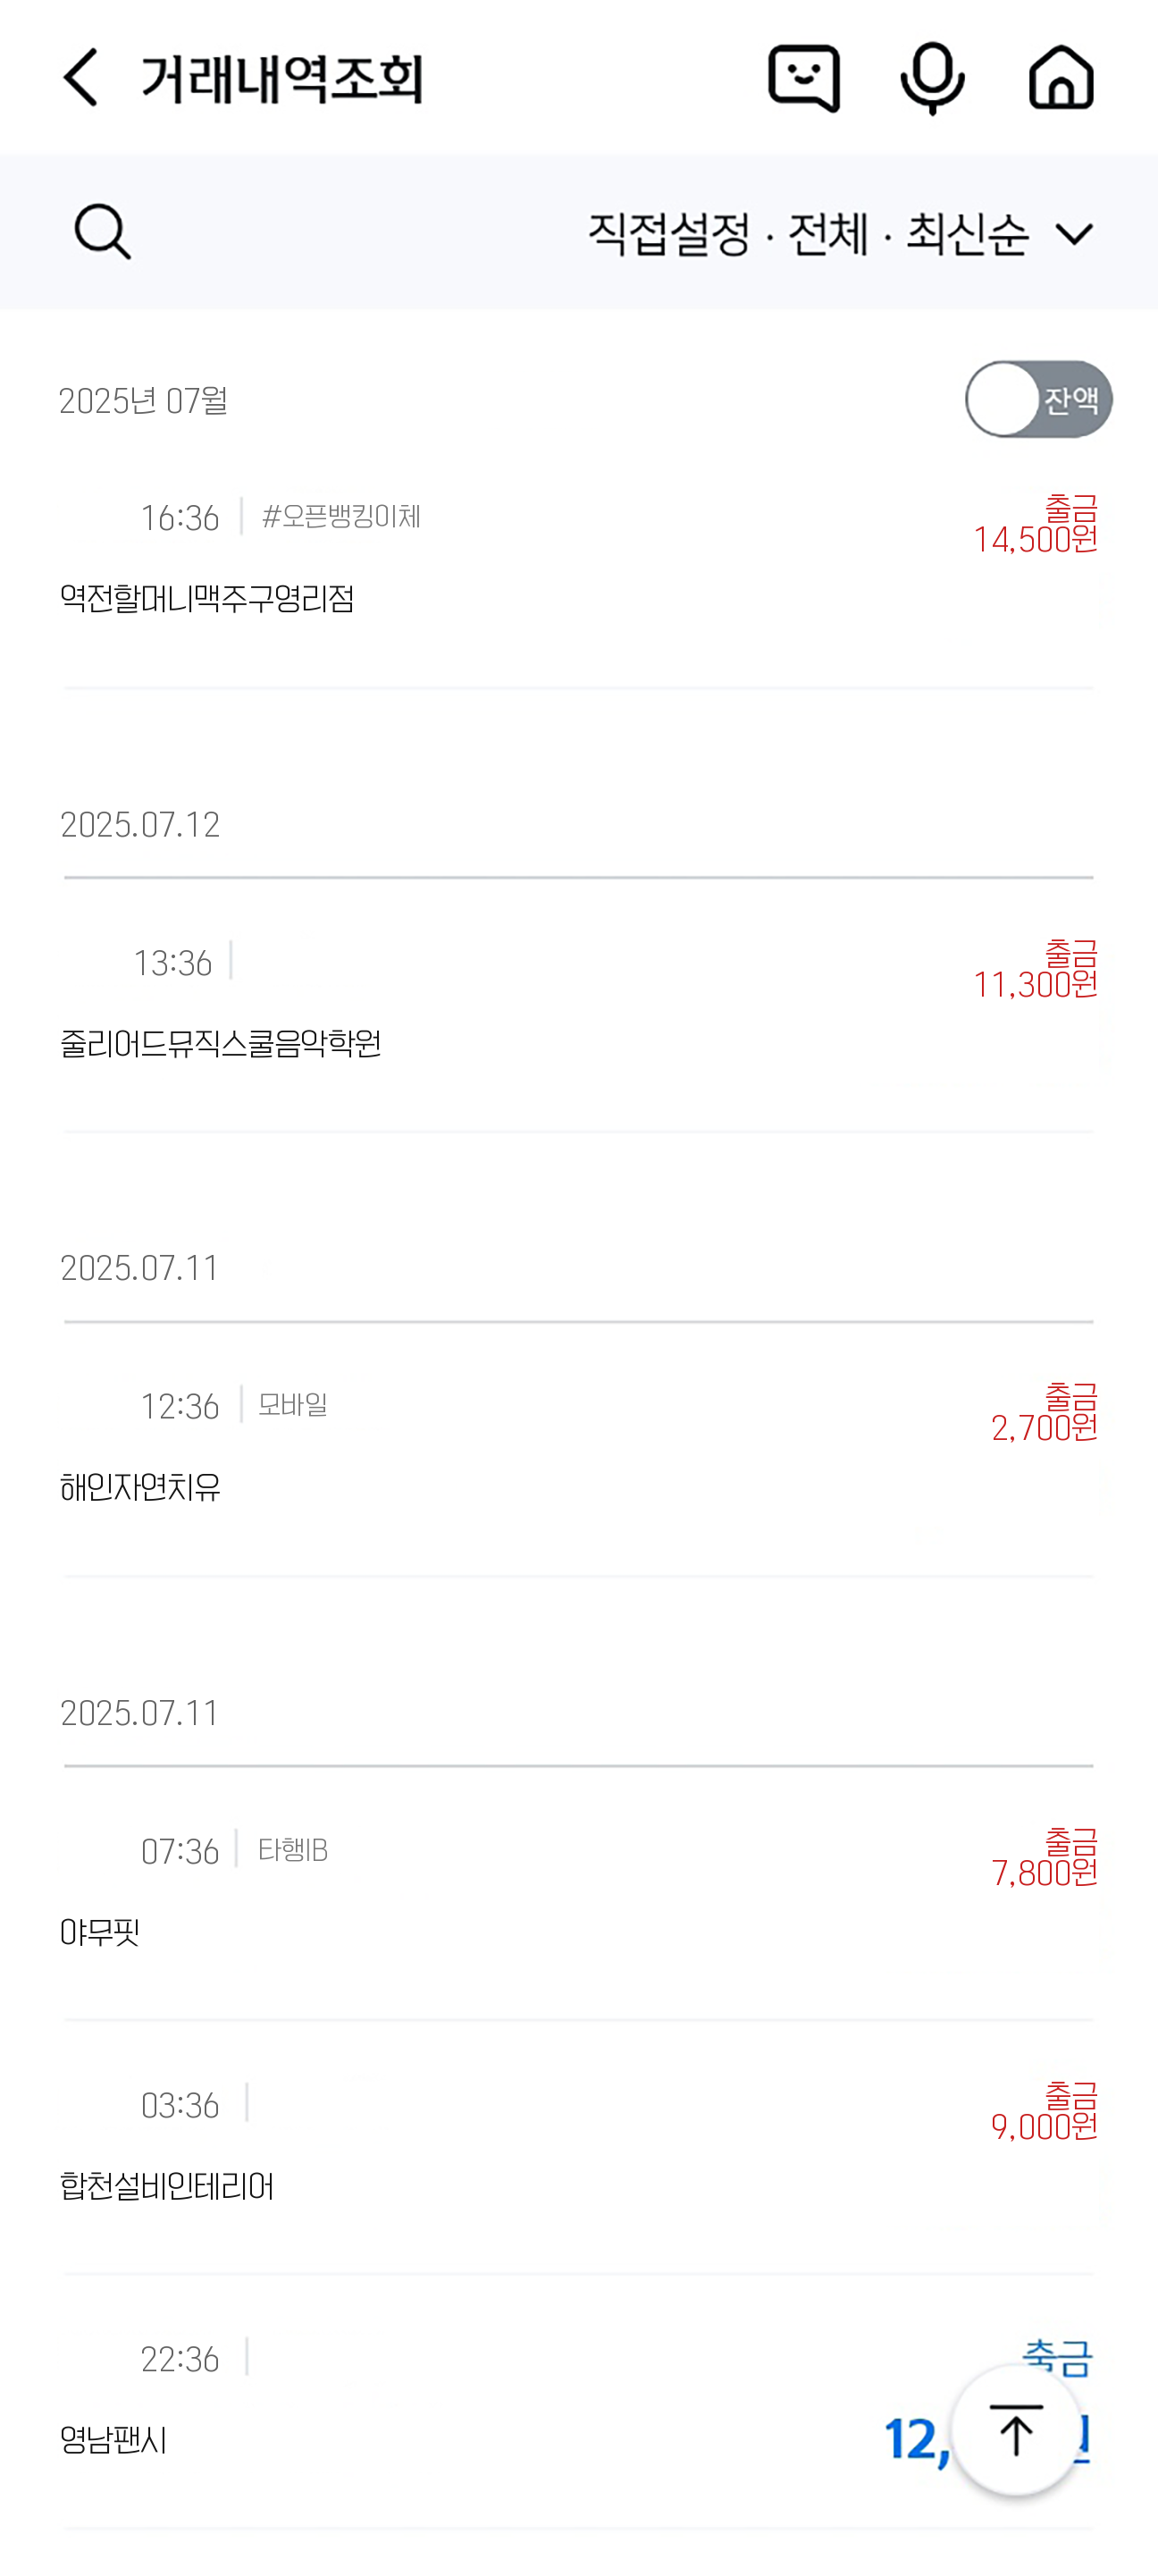 거래내역조회
직접설정 · 전체 · 최신순
2025년 07월
잔액
16:36 #오픈뱅킹이체
출금
14,500원
역전할머니맥주구영리점
2025.07.12
13:36
출금
11,300원
줄리어드뮤직스쿨음악학원
2025.07.11
12:36 모바일
출금
2,700원
해인자연치유
2025.07.11
07:36 타행IB
출금
7,800원
야무핏
03:36
출금
9,000원
합천설비인테리어
22:36
영남팬시
12,